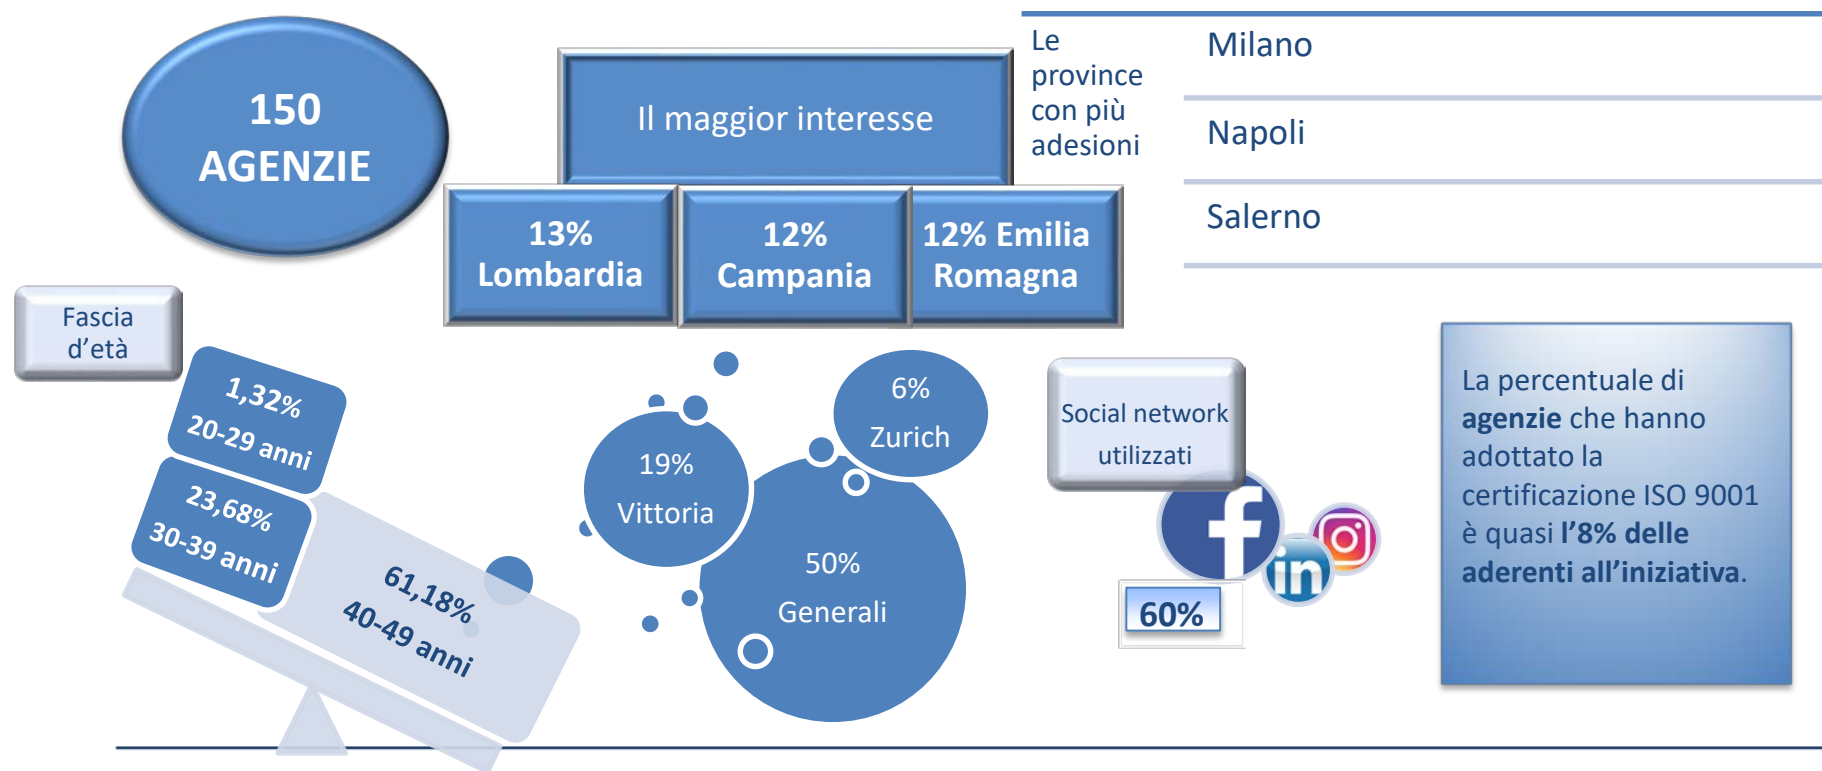 150
AGENZIE
Il maggior interesse
13%
Lombardia
12%
Campania
12% Emilia
Romagna
Le
province
con più
adesioni
Milano
Napoli
Salerno
Fascia
d'età
1,32%
20-29 anni
23,68%
30-39 anni
61,18%
40-49 anni
19%
Vittoria
6%
Zurich
50%
Generali
Social network
utilizzati
f
in
60%
La percentuale di
agenzie che hanno
adottato la
certificazione ISO 9001
è quasi l'8% delle
aderenti all'iniziativa.